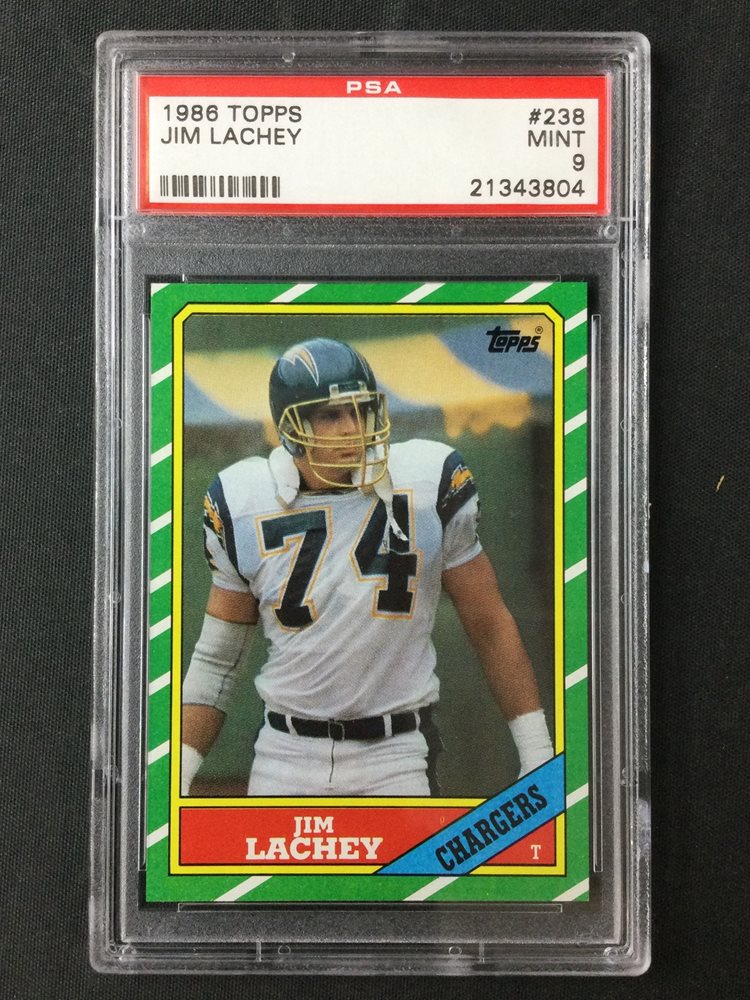 PSA
1986 TOPPS #238
JIM LACHEY MINT
9
21343804
TOPPS®
74
JIM
LACHEY
CHARGERS
T